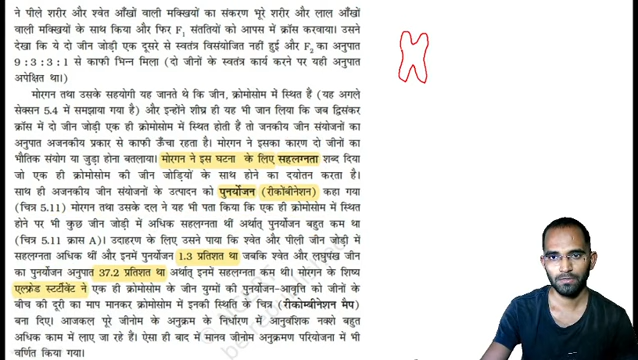 ने पीले शरीर और श्वेत आँखों वाली मक्खियों का संकरण भूरे शरीर और लाल आँखों
वाली मक्खियों के साथ किया और फिर F₁ संततियों को आपस में क्रॉस करवाया। उसने
देखा कि ये दो जीन जोड़ी एक दूसरे से स्वतंत्र विसंयोजित नहीं हुई और F₂ का अनुपात
9 : 3 : 3 : 1 से काफी भिन्न मिला (दो जीनों के स्वतंत्र कार्य करने पर यही अनुपात
अपेक्षित था।)
मोरगन तथा उसके सहयोगी यह जानते थे कि जीन, क्रोमोसोम में स्थित है (यह अगले
सेक्सन 5.4 में समझाया गया है) और इन्होंने शीघ्र ही यह भी जान लिया कि जब द्विसंकर
क्रॉस में दो जीन जोड़ी एक ही क्रोमोसोम में स्थित होती हैं तो जनकीय जीन संयोजनों का
अनुपात अजनकीय प्रकार से काफी ऊँचा रहता है। मोरगन ने इसका कारण दो जीनों का
भौतिक संयोग या जुड़ा होना बतलाया। मोरगन ने इस घटना के लिए सहलग्नता शब्द दिया
जो एक ही क्रोमोसोम की जीन जोड़ियों के साथ होने का दयोतन करता है।
साथ ही अजनकीय जीन संयोजनों के उत्पादन को पुनर्योजन (रीकोंबीनेशन) कहा गया
(चित्र 5.11) मोरगन तथा उसके दल ने यह भी पता किया कि एक ही क्रोमोसोम में स्थित
होने पर भी कुछ जीन जोड़ी में अधिक सहलग्नता थीं अर्थात् पुनर्योजन बहुत कम था
(चित्र 5.11 क्रास A)। उदाहरण के लिए उसने पाया कि श्वेत और पीली जीन जोड़ी में
सहलग्नता अधिक थी और इनमें पुनर्योजन 1.3 प्रतिशत था जबकि श्वेत और लघुपंख जीन
का पुनर्योजन अनुपात 37.2 प्रतिशत था अर्थात् इनमें सहलग्नता कम थी। मोरगन के शिष्य
एल्फ्रेड स्टर्टीवेंट ने एक ही क्रोमोसोम के जीन युग्मों की पुनर्योजन-आवृत्ति को जीनों के
बीच की दूरी का माप मानकर क्रोमोसोम में इनकी स्थिति के चित्र (रीकाम्बीनेशन मैप)
बना दिए। आजकल पूरे जीनोम के अनुक्रम के निर्धारण में आनुवंशिक नक्शे बहुत
अधिक काम में लाए जा रहे हैं। ऐसा ही बाद में मानव जीनोम अनुक्रमण परियोजना में भी
वर्णित किया गया।